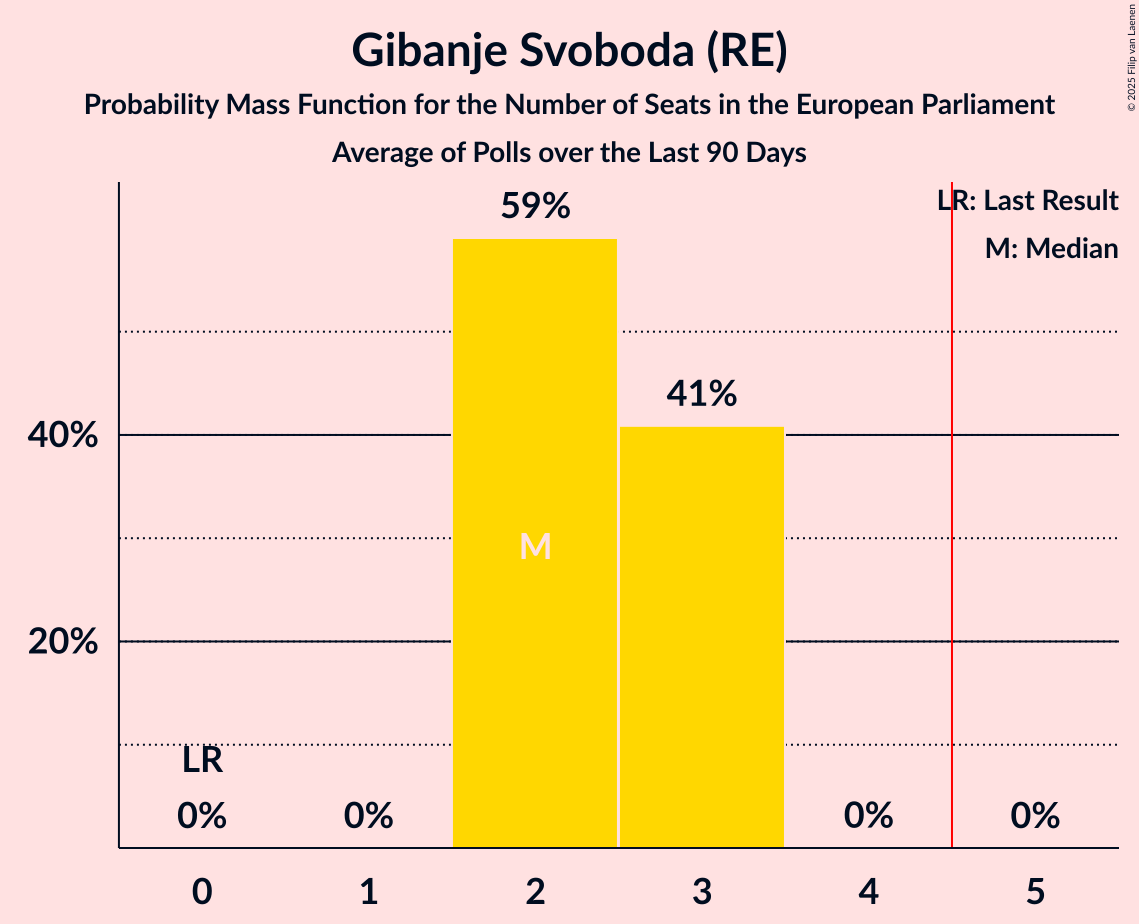 Gibanje Svoboda (RE)
Probability Mass Function for the Number of Seats in the European Parliament
Average of Polls over the Last 90 Days
© 2025 Filip van Laenen
LR: Last Result
M: Median
59%
41%
40%
M
20%
LR
0% 0% 0% 0%
0 1 2 3 4 5